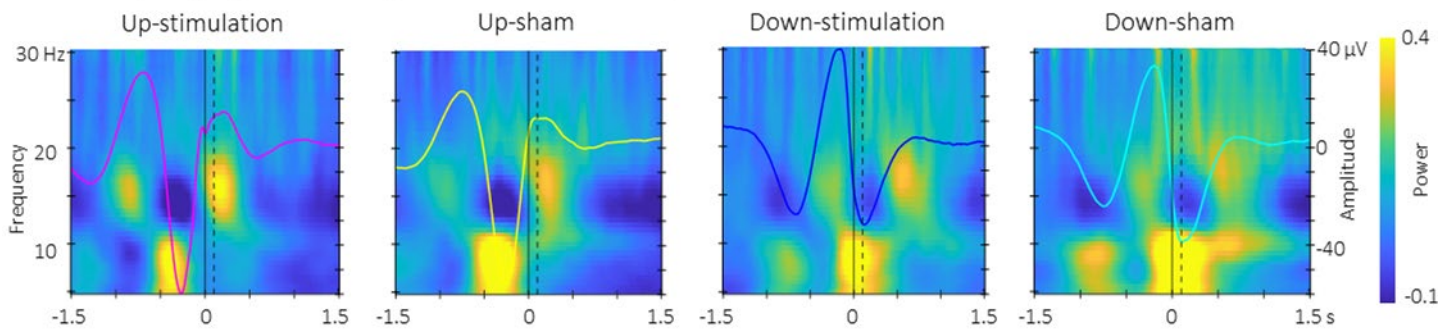 Up-stimulation Up-sham Down-stimulation Down-sham
30 Hz 40 µV 0.4
20 0
10 -40 -0.1
Frequency
Amplitude
Power
-1.5 0 1.5 -1.5 0 1.5 -1.5 0 1.5 -1.5 0 1.5 s